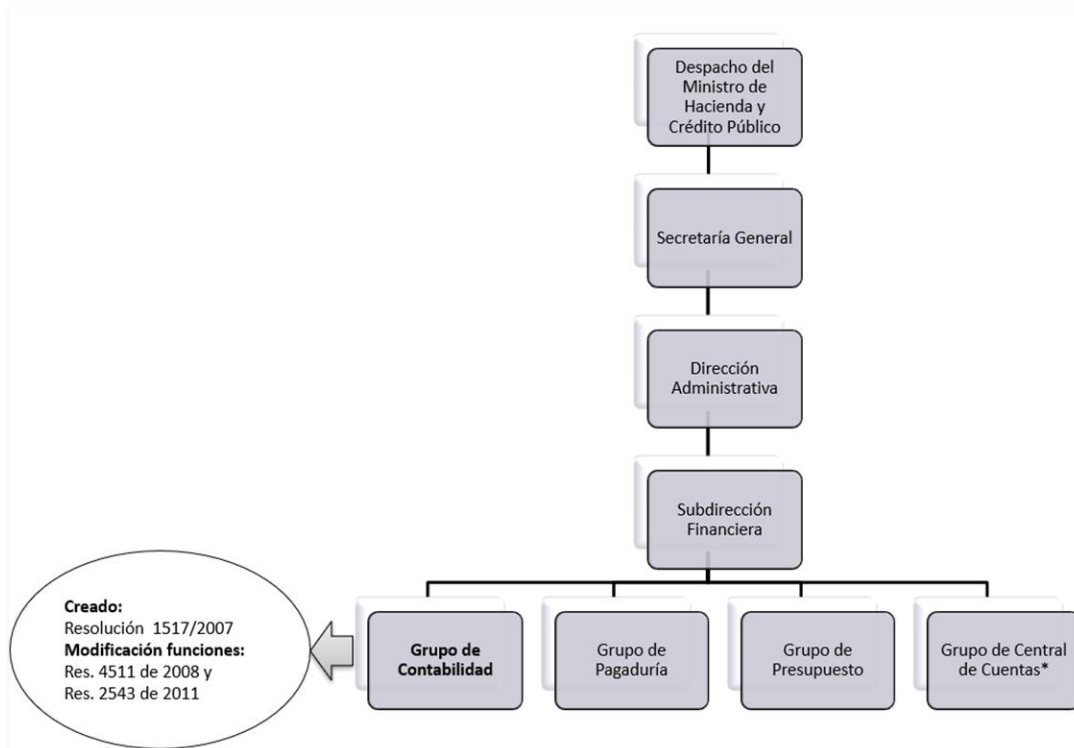 Despacho del
Ministro de
Hacienda y
Crédito Público
Secretaría General
Dirección
Administrativa
Subdirección
Financiera
Creado:
Resolución 1517/2007
Modificación funciones:
Res. 4511 de 2008 y
Res. 2543 de 2011
Grupo de
Contabilidad
Grupo de
Pagaduría
Grupo de
Presupuesto
Grupo de Central
de Cuentas*